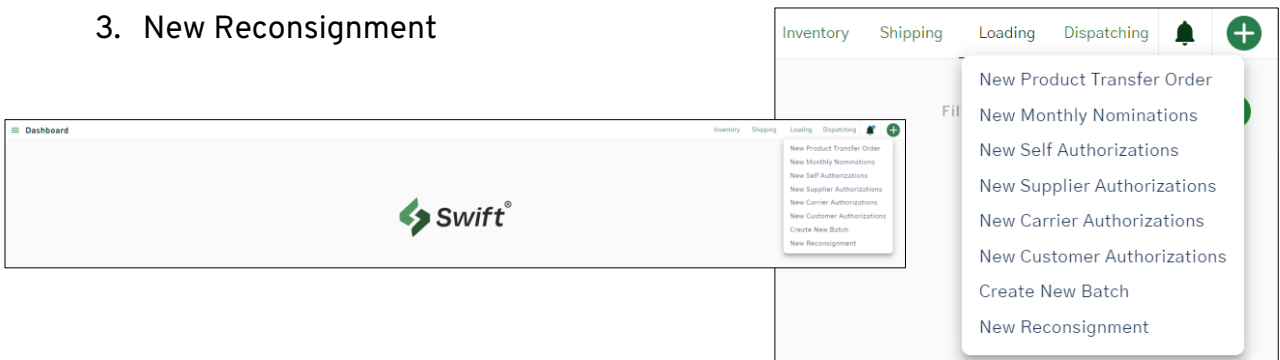 3. New Reconsignment
Dashboard
Inventory Shipping Loading Dispatching
New Product Transfer Order
New Monthly Nominations
New Self Authorizations
New Supplier Authorizations
New Carrier Authorizations
New Customer Authorizations
Create New Batch
New Reconsignment
Swift®
Inventory Shipping Loading Dispatching
Fil
New Product Transfer Order
New Monthly Nominations
New Self Authorizations
New Supplier Authorizations
New Carrier Authorizations
New Customer Authorizations
Create New Batch
New Reconsignment